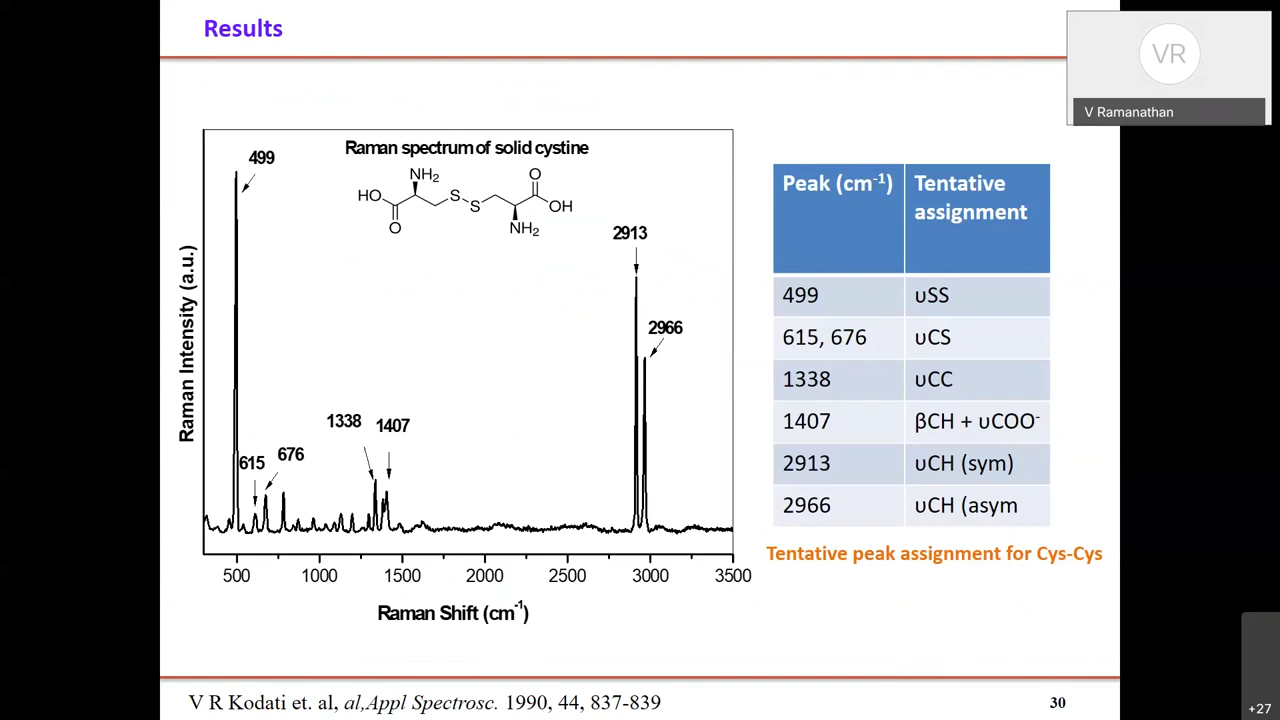 Results
VR
V Ramanathan
Raman spectrum of solid cystine
499
NH2
O
HO
S
S
OH
O
NH2
2913
2966
1338
1407
615
676
Raman Intensity (a.u.)
500 1000 1500 2000 2500 3000 3500
Raman Shift (cm-1)
Peak (cm-1) Tentative assignment
499 υSS
615, 676 υCS
1338 υCC
1407 βCH + υCOO-
2913 υCH (sym)
2966 υCH (asym
Tentative peak assignment for Cys-Cys
V R Kodati et. al, al,Appl Spectrosc. 1990, 44, 837-839
30
+27